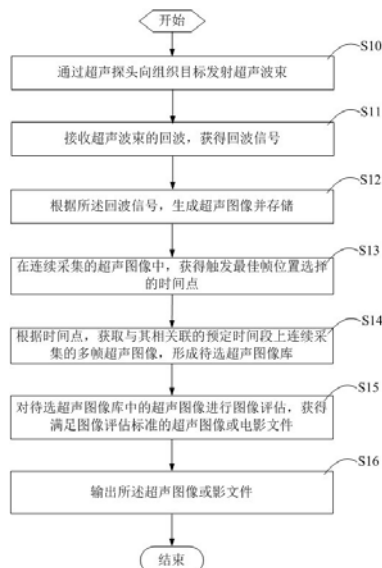 开始
S10
通过超声探头向组织目标发射超声波束
S11
接收超声波束的回波，获得回波信号
S12
根据所述回波信号，生成超声图像并存储
S13
在连续采集的超声图像中，获得触发最佳帧位置选择
的时间点
S14
根据时间点，获取与其相关联的预定时间段上连续采
集的多帧超声图像，形成待选超声图像库
S15
对待选超声图像库中的超声图像进行图像评估，获得
满足图像评估标准的超声图像或电影文件
S16
输出所述超声图像或影文件
结束